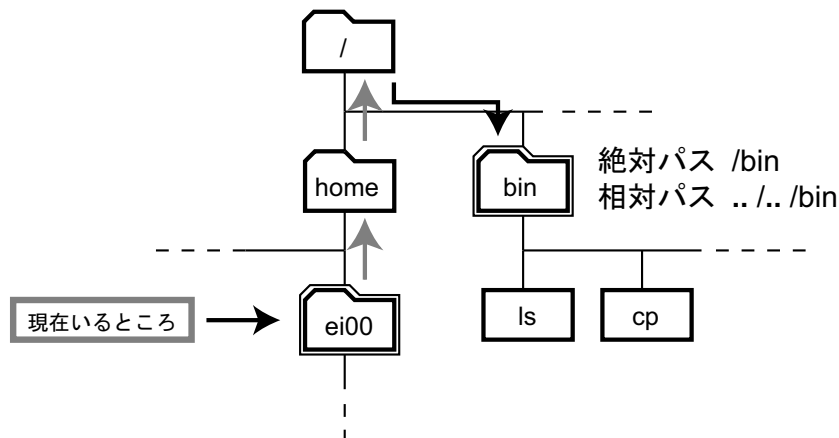 /
home
bin
絶対パス /bin
相対パス .. /.. /bin
現在いるところ
ei00
ls
cp